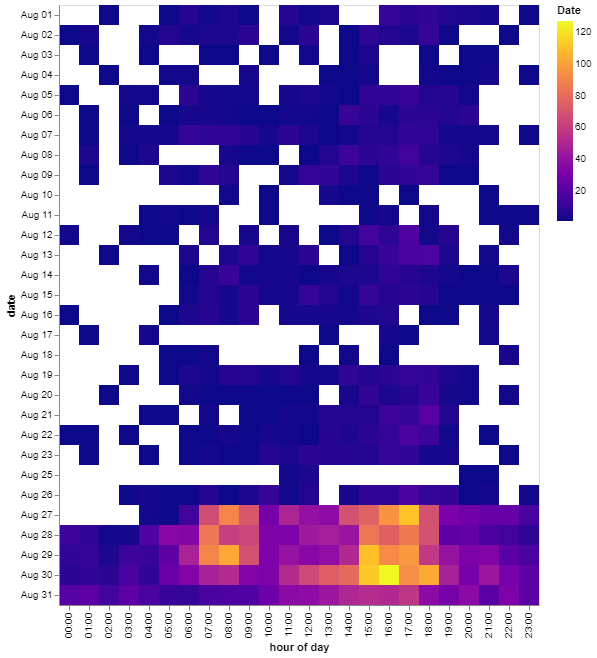 Date
120
100
80
60
40
20
date
Aug 01
Aug 02
Aug 03
Aug 04
Aug 05
Aug 06
Aug 07
Aug 08
Aug 09
Aug 10
Aug 11
Aug 12
Aug 13
Aug 14
Aug 15
Aug 16
Aug 17
Aug 18
Aug 19
Aug 20
Aug 21
Aug 22
Aug 23
Aug 25
Aug 26
Aug 27
Aug 28
Aug 29
Aug 30
Aug 31
00:00
01:00
02:00
03:00
04:00
05:00
06:00
07:00
08:00
09:00
10:00
11:00
12:00
13:00
14:00
15:00
16:00
17:00
18:00
19:00
20:00
21:00
22:00
23:00
hour of day